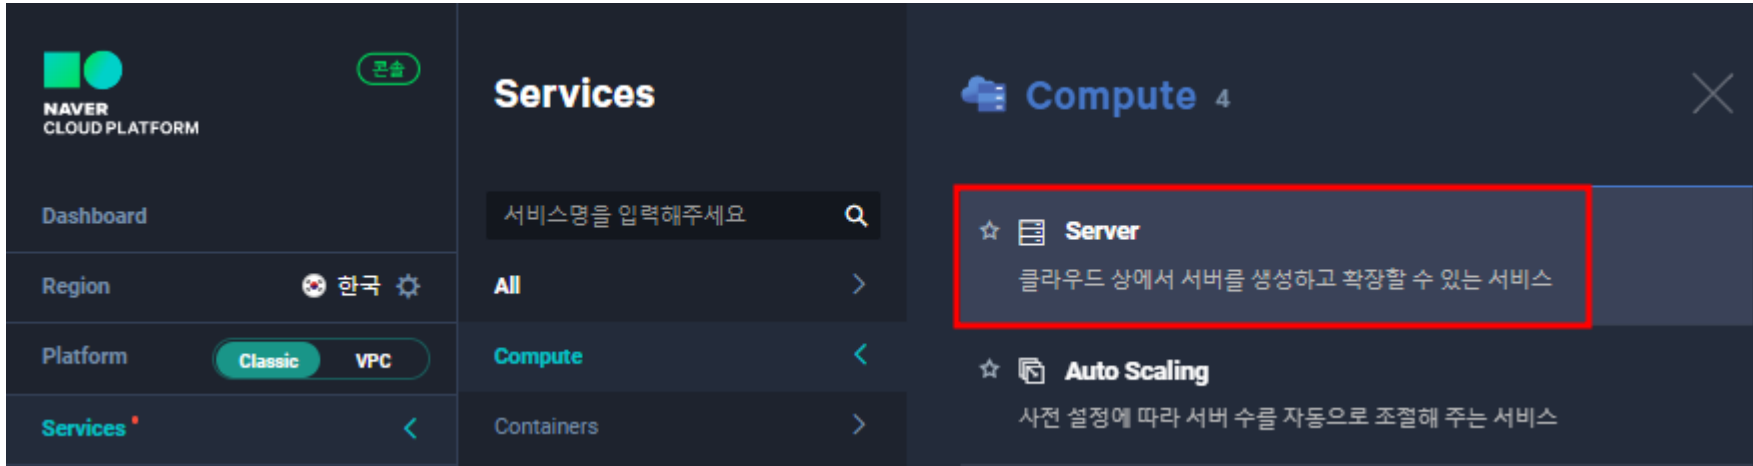 NAVER
CLOUD PLATFORM
콘솔
Dashboard
Region 한국
Platform Classic VPC
Services
Services
서비스명을 입력해주세요
All
Compute
Containers
Compute 4
Server
클라우드 상에서 서버를 생성하고 확장할 수 있는 서비스
Auto Scaling
사전 설정에 따라 서버 수를 자동으로 조절해 주는 서비스